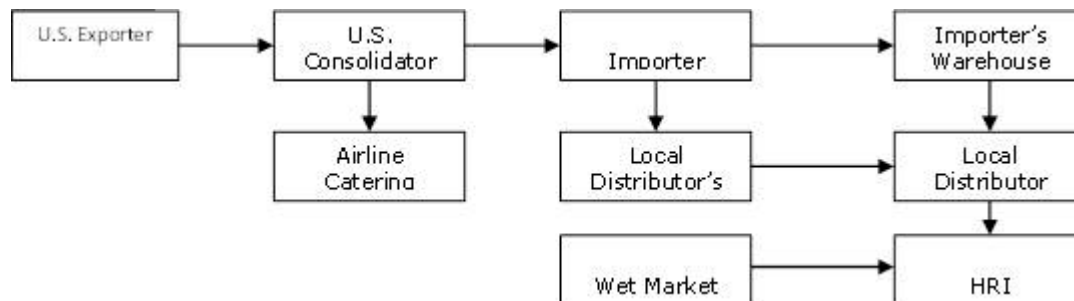 U.S. Exporter
U.S.
Consolidator
Importer
Importer's
Warehouse
Airline
Catering
Local
Distributor's
Local
Distributor
Wet Market
HRI